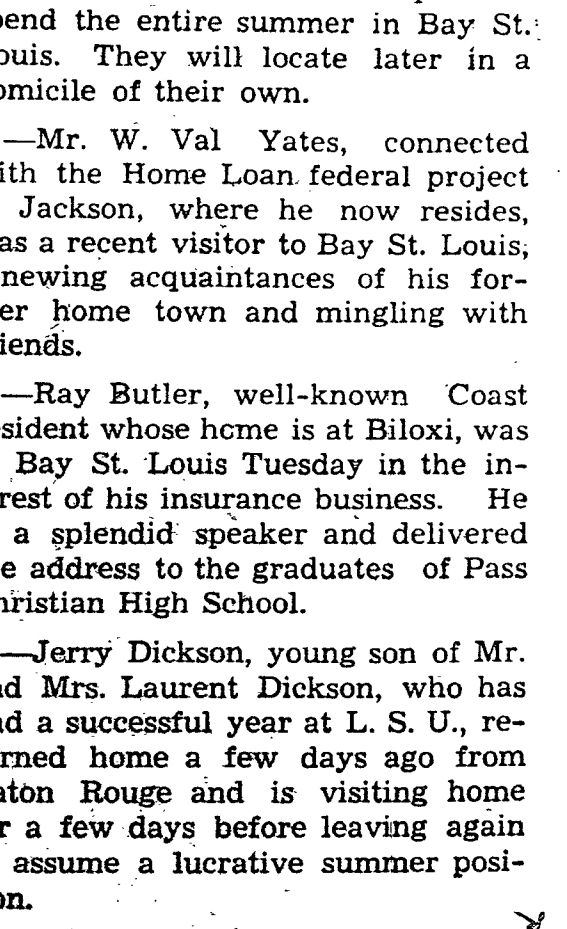 end the entire summer in Bay St.
ouis. They will locate later in a
omicile of their own.
—Mr. W. Val Yates, connected
ith the Home Loan federal project
Jackson, where he now resides,
as a recent visitor to Bay St. Louis,
newing acquaintances of his for-
er home town and mingling with
iends.
—Ray Butler, well-known Coast
sident whose hcme is at Biloxi, was
Bay St. Louis Tuesday in the in-
rest of his insurance business. He
a splendid speaker and delivered
e address to the graduates of Pass
hristian High School.
—Jerry Dickson, young son of Mr.
d Mrs. Laurent Dickson, who has
ad a successful year at L. S. U., re-
rned home a few days ago from
aton Rouge and is visiting home
r a few days before leaving again
assume a lucrative summer posi-
on.